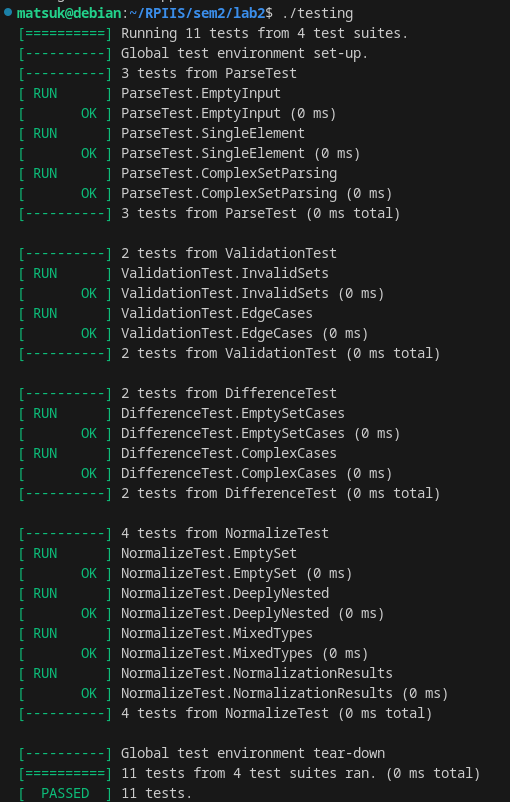 matsuk@debian:~/RPIIS/sem2/lab2$ ./testing
[==========] Running 11 tests from 4 test suites.
[----------] Global test environment set-up.
[----------] 3 tests from ParseTest
[ RUN      ] ParseTest.EmptyInput
[       OK ] ParseTest.EmptyInput (0 ms)
[ RUN      ] ParseTest.SingleElement
[       OK ] ParseTest.SingleElement (0 ms)
[ RUN      ] ParseTest.ComplexSetParsing
[       OK ] ParseTest.ComplexSetParsing (0 ms)
[----------] 3 tests from ParseTest (0 ms total)

[----------] 2 tests from ValidationTest
[ RUN      ] ValidationTest.InvalidSets
[       OK ] ValidationTest.InvalidSets (0 ms)
[ RUN      ] ValidationTest.EdgeCases
[       OK ] ValidationTest.EdgeCases (0 ms)
[----------] 2 tests from ValidationTest (0 ms total)

[----------] 2 tests from DifferenceTest
[ RUN      ] DifferenceTest.EmptySetCases
[       OK ] DifferenceTest.EmptySetCases (0 ms)
[ RUN      ] DifferenceTest.ComplexCases
[       OK ] DifferenceTest.ComplexCases (0 ms)
[----------] 2 tests from DifferenceTest (0 ms total)

[----------] 4 tests from NormalizeTest
[ RUN      ] NormalizeTest.EmptySet
[       OK ] NormalizeTest.EmptySet (0 ms)
[ RUN      ] NormalizeTest.DeeplyNested
[       OK ] NormalizeTest.DeeplyNested (0 ms)
[ RUN      ] NormalizeTest.MixedTypes
[       OK ] NormalizeTest.MixedTypes (0 ms)
[ RUN      ] NormalizeTest.NormalizationResults
[       OK ] NormalizeTest.NormalizationResults (0 ms)
[----------] 4 tests from NormalizeTest (0 ms total)

[----------] Global test environment tear-down
[==========] 11 tests from 4 test suites ran. (0 ms total)
[  PASSED  ] 11 tests.